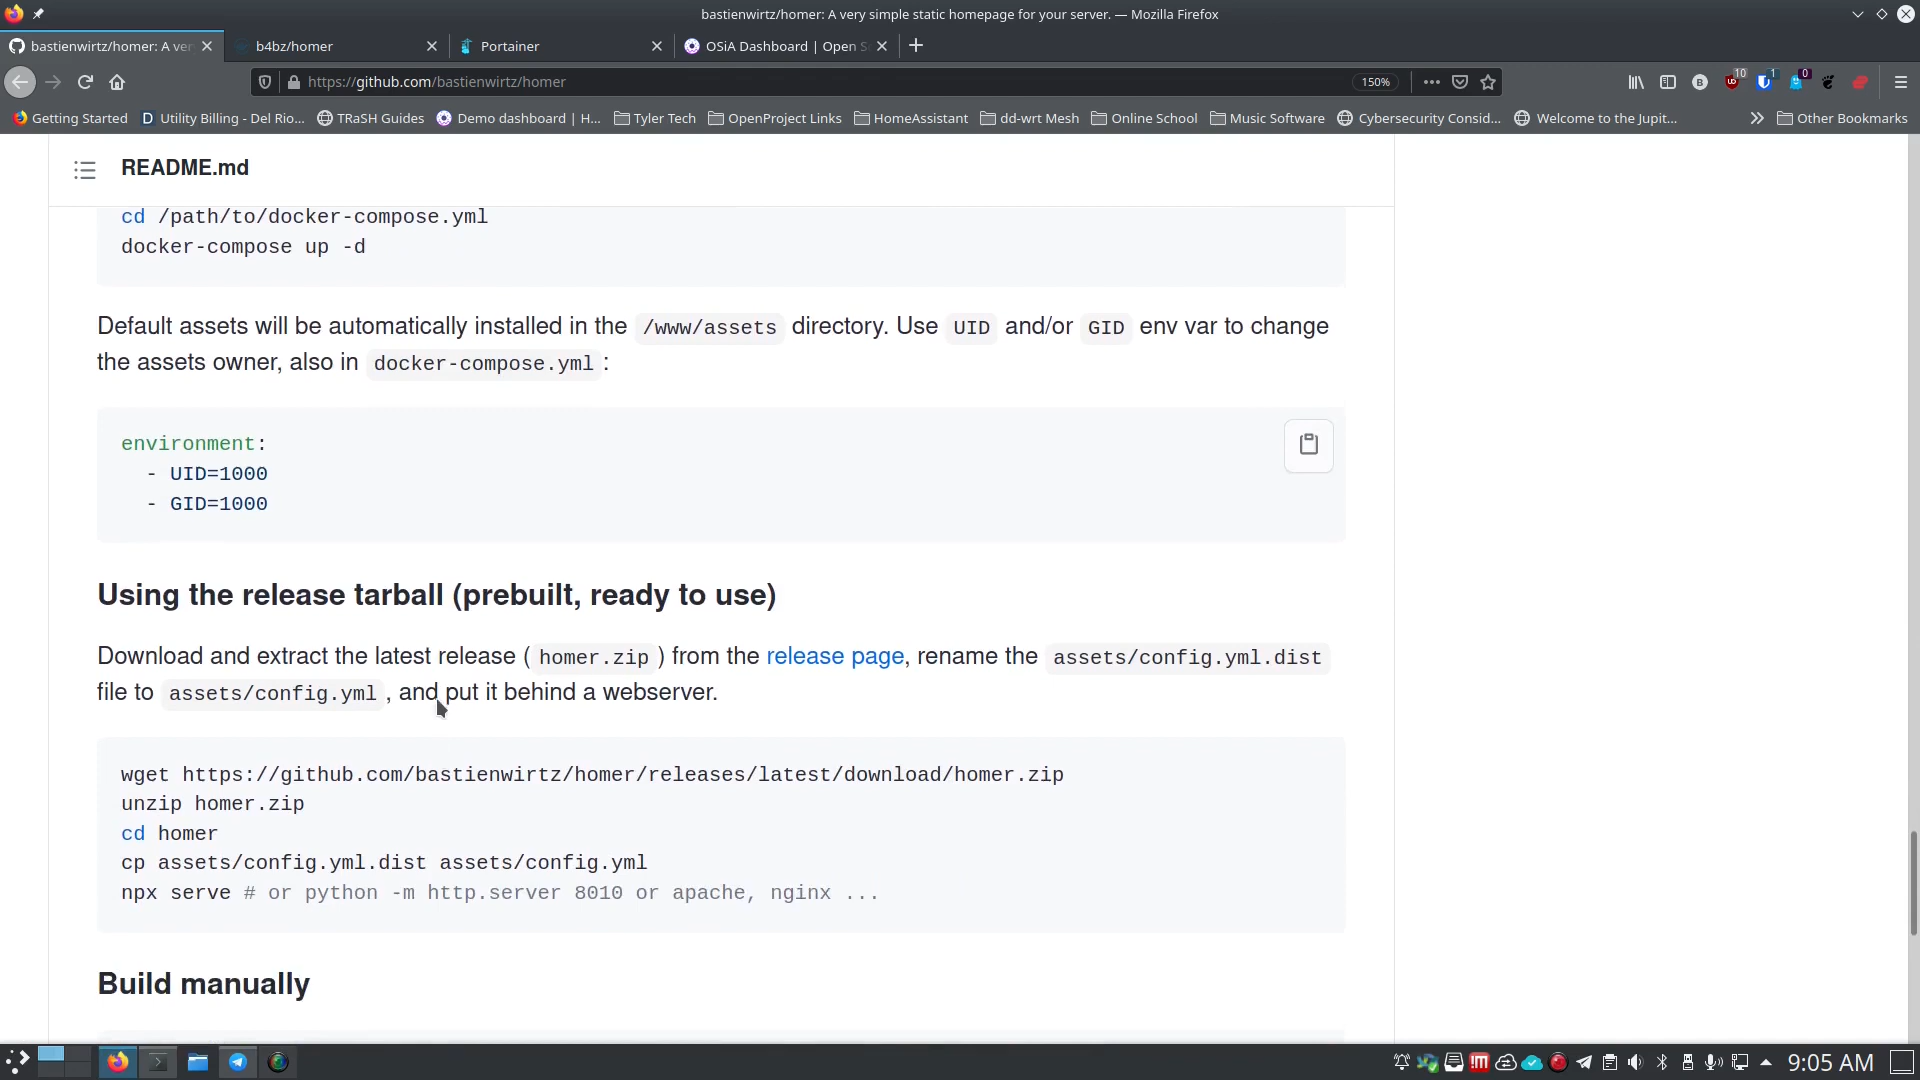 bastienwirtz/homer: A very simple static homepage for your server. — Mozilla Firefox
bastienwirtz/homer: A ver
b4bz/homer
Portainer
OSiA Dashboard | Open S
https://github.com/bastienwirtz/homer
150%
10
1
0
Getting Started
Utility Billing - Del Rio...
TRaSH Guides
Demo dashboard | H...
Tyler Tech
OpenProject Links
HomeAssistant
dd-wrt Mesh
Online School
Music Software
Cybersecurity Consid...
Welcome to the Jupit...
Other Bookmarks
README.md
cd /path/to/docker-compose.yml
docker-compose up -d
Default assets will be automatically installed in the /www/assets directory. Use UID and/or GID env var to change
the assets owner, also in docker-compose.yml :
environment:
- UID=1000
- GID=1000
Using the release tarball (prebuilt, ready to use)
Download and extract the latest release ( homer.zip ) from the release page, rename the assets/config.yml.dist
file to assets/config.yml , and put it behind a webserver.
wget https://github.com/bastienwirtz/homer/releases/latest/download/homer.zip
unzip homer.zip
cd homer
cp assets/config.yml.dist assets/config.yml
npx serve # or python -m http.server 8010 or apache, nginx ...
Build manually
9:05 AM